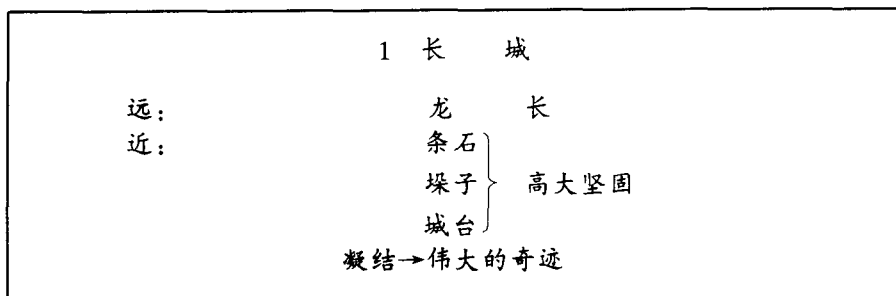 1 长 城
远： 龙 长
近： 条石
垛子 高大坚固
城台
凝结→伟大的奇迹